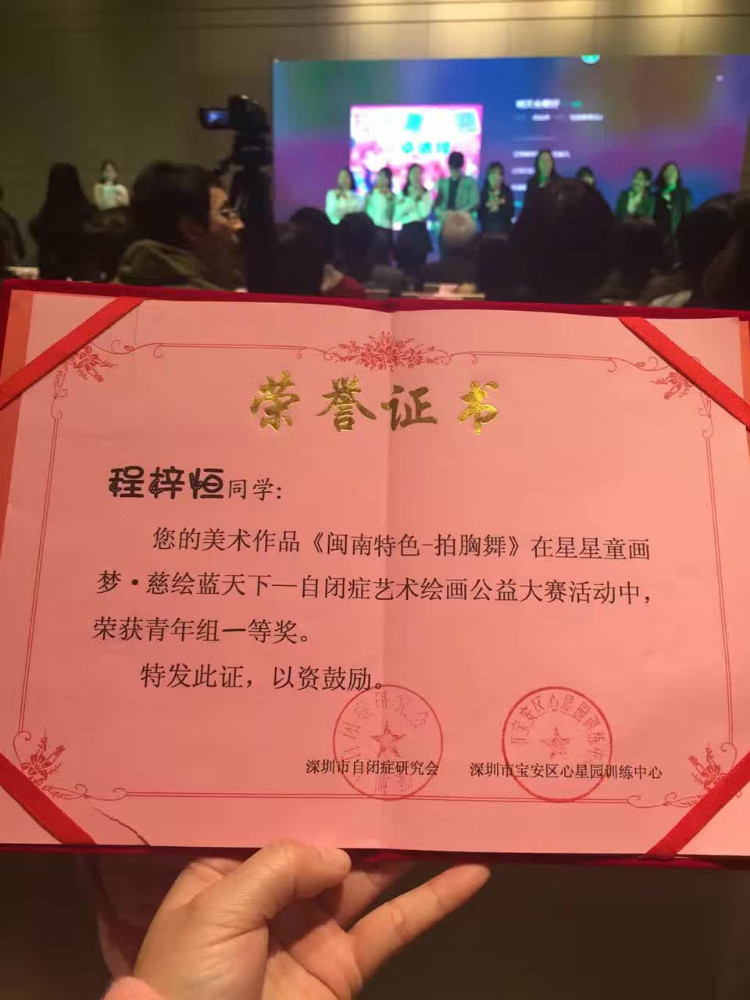 荣誉证书
程梓恒同学:
您的美术作品《闽南特色-拍胸舞》在星星童画
梦·慈绘蓝天下—自闭症艺术绘画公益大赛活动中，
荣获青年组一等奖。
特发此证，以资鼓励。
深圳市自闭症研究会
深圳市宝安区心星园训练中心